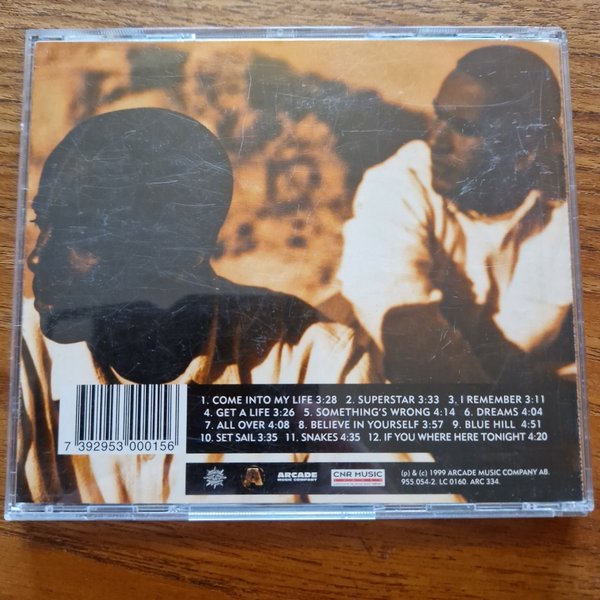 1. COME INTO MY LIFE 3:28 2. SUPERSTAR 3:33 3. I REMEMBER 3:11
4. GET A LIFE 3:26 5. SOMETHING'S WRONG 4:14 6. DREAMS 4:04
7. ALL OVER 4:08 8. BELIEVE IN YOURSELF 3:57 9. BLUE HILL 4:51
10. SET SAIL 3:35 11. SNAKES 4:35 12. IF YOU WHERE HERE TONIGHT 4:20
7 392953 000156
ARCADE
MUSIC COMPANY
CNR MUSIC
(p) & (c) 1999 ARCADE MUSIC COMPANY AB.
955 054-2. LC 0160. ARC 334.